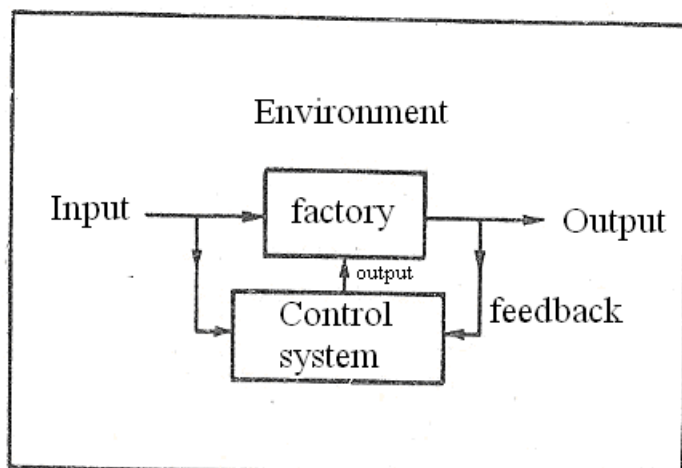 Environment
Input
factory
Output
output
Control
system
feedback